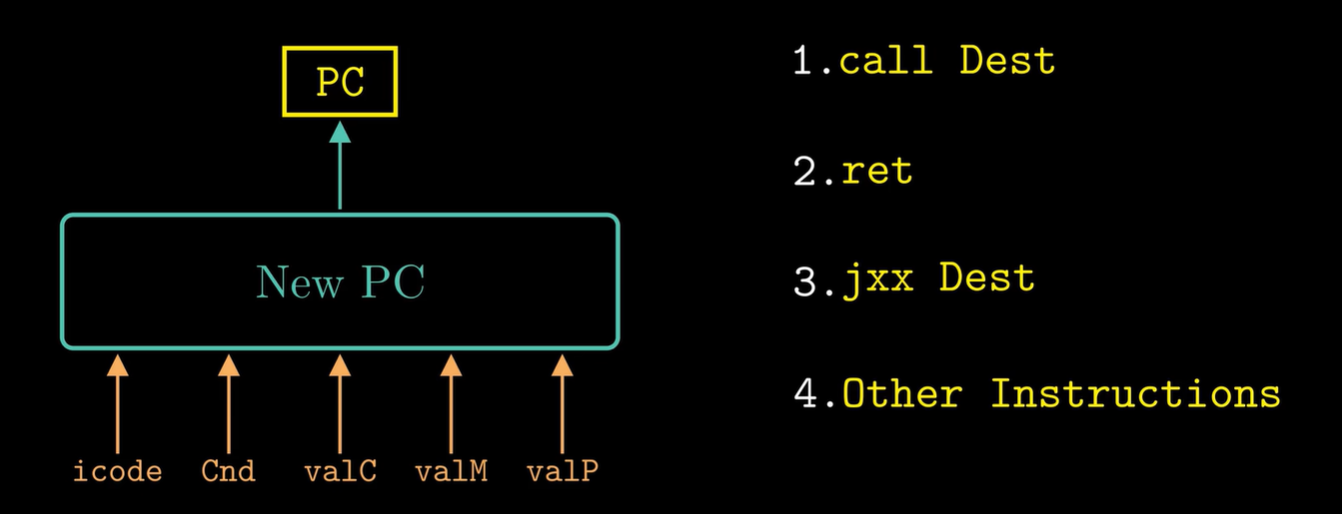 PC
New PC
icode Cnd valC valM valP
1.call Dest
2.ret
3.jxx Dest
4.Other Instructions